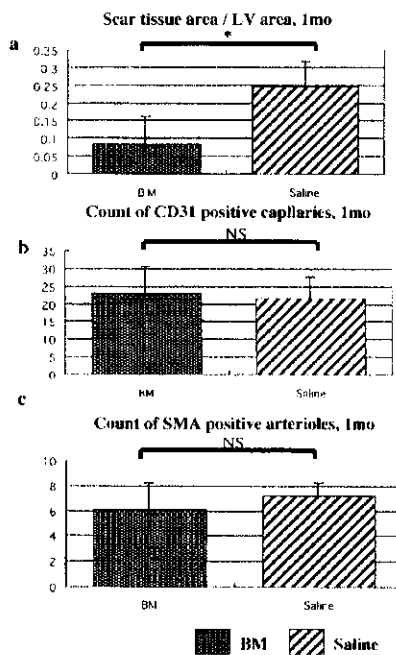 Scar tissue area / LV area, 1mo
a
*
0.35
0.3
0.25
0.2
0.15
0.1
0.05
0
BM Saline
Count of CD31 positive capllaries, 1mo
b
NS
35
30
25
20
15
10
5
0
BM Saline
c
Count of SMA positive arterioles, 1mo
NS
10
8
6
4
2
0
BM Saline
BM Saline